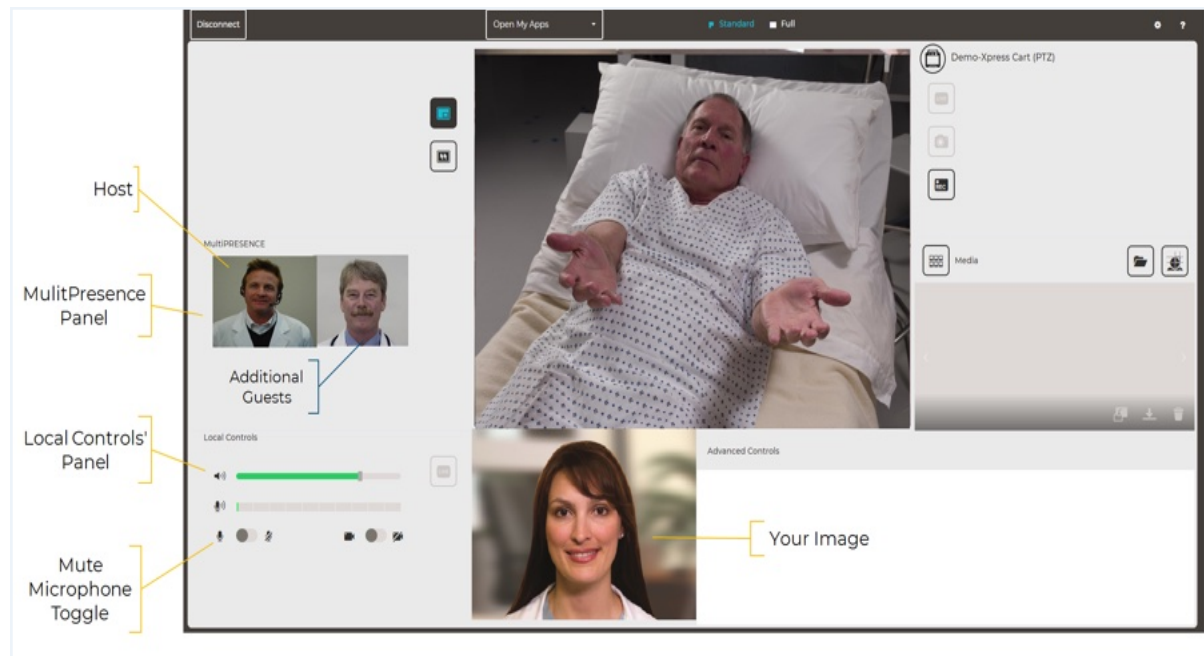 Disconnect
Open My Apps
Standard
Full
?
Demo-Xpress Cart (PTZ)
REC
Host
MultiPRESENCE
Media
MulitPresence
Panel
Additional
Guests
Local Controls'
Panel
Local Controls
Advanced Controls
Your Image
Mute
Microphone
Toggle